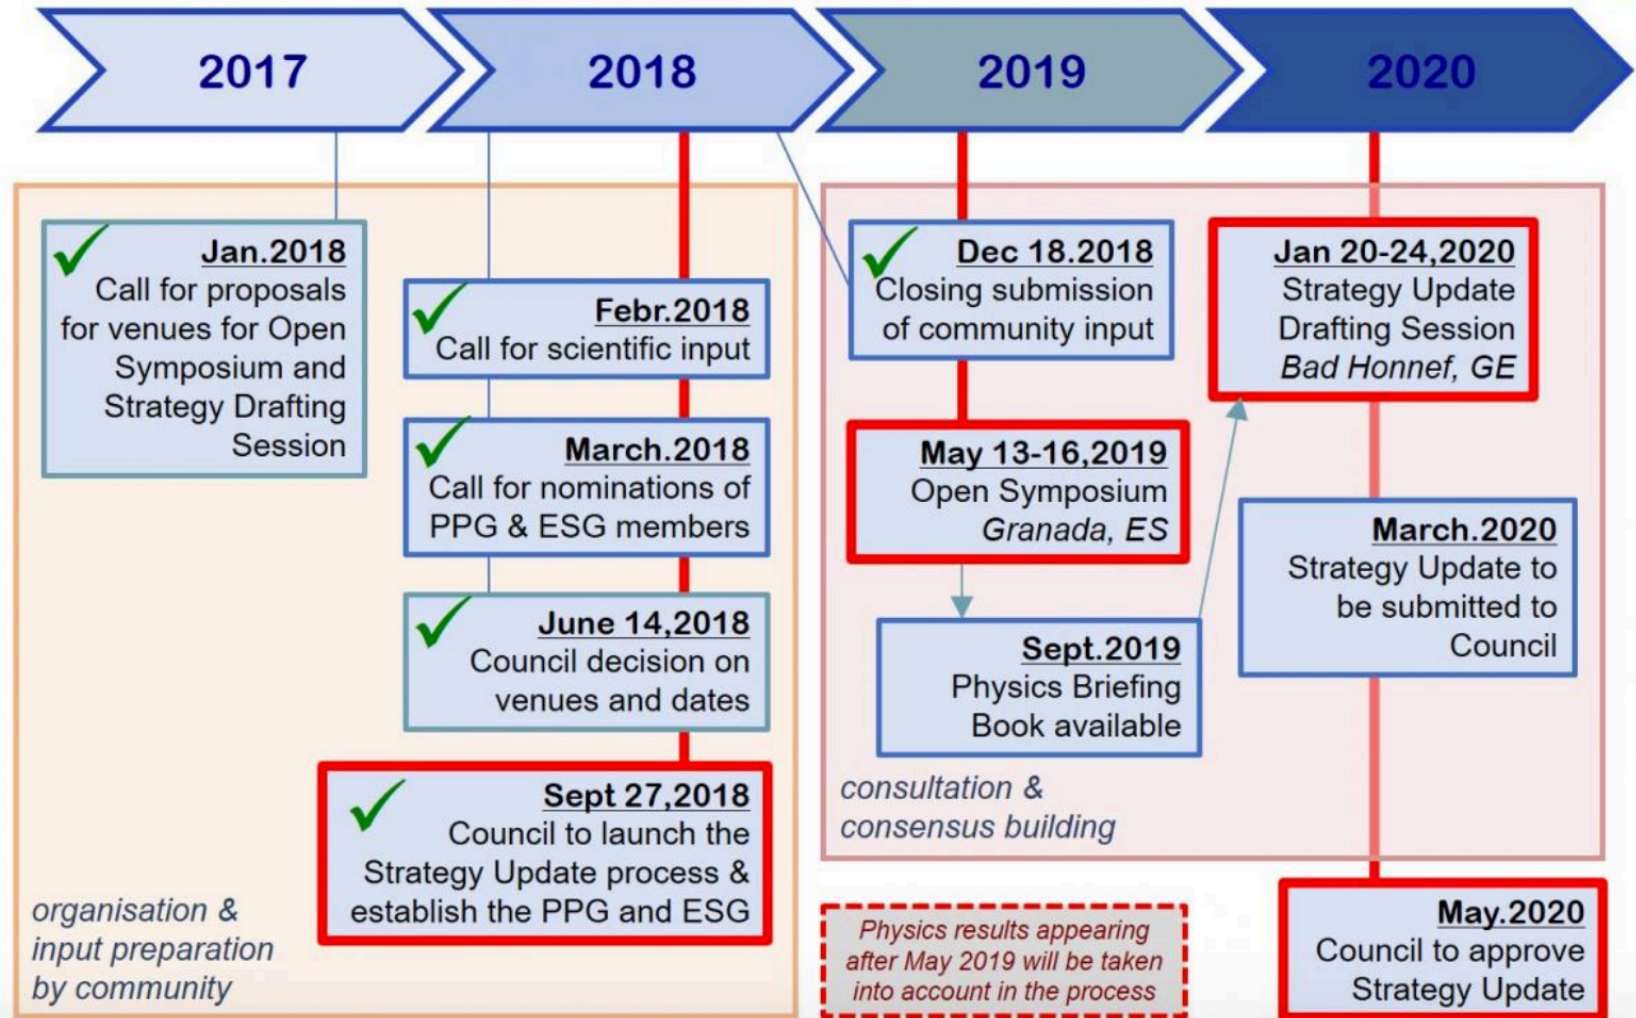 2017
2018
2019
2020
Jan.2018
Call for proposals
for venues for Open
Symposium and
Strategy Drafting
Session
Febr.2018
Call for scientific input
March.2018
Call for nominations of
PPG & ESG members
June 14,2018
Council decision on
venues and dates
Sept 27,2018
Council to launch the
Strategy Update process &
establish the PPG and ESG
organisation &
input preparation
by community
Dec 18.2018
Closing submission
of community input
May 13-16,2019
Open Symposium
Granada, ES
Sept.2019
Physics Briefing
Book available
consultation &
consensus building
Jan 20-24,2020
Strategy Update
Drafting Session
Bad Honnef, GE
March.2020
Strategy Update to
be submitted to
Council
Physics results appearing
after May 2019 will be taken
into account in the process
May.2020
Council to approve
Strategy Update